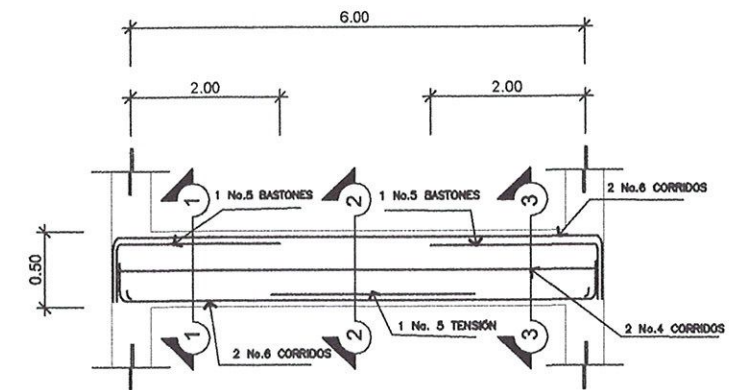 6.00
2.00
2.00
1 No.5 BASTONES
1 No.5 BASTONES
2 No.6 CORRIDOS
1
2
3
0.50
1
2
3
1 No. 5 TENSIÓN
2 No.6 CORRIDOS
2 No.4 CORRIDOS